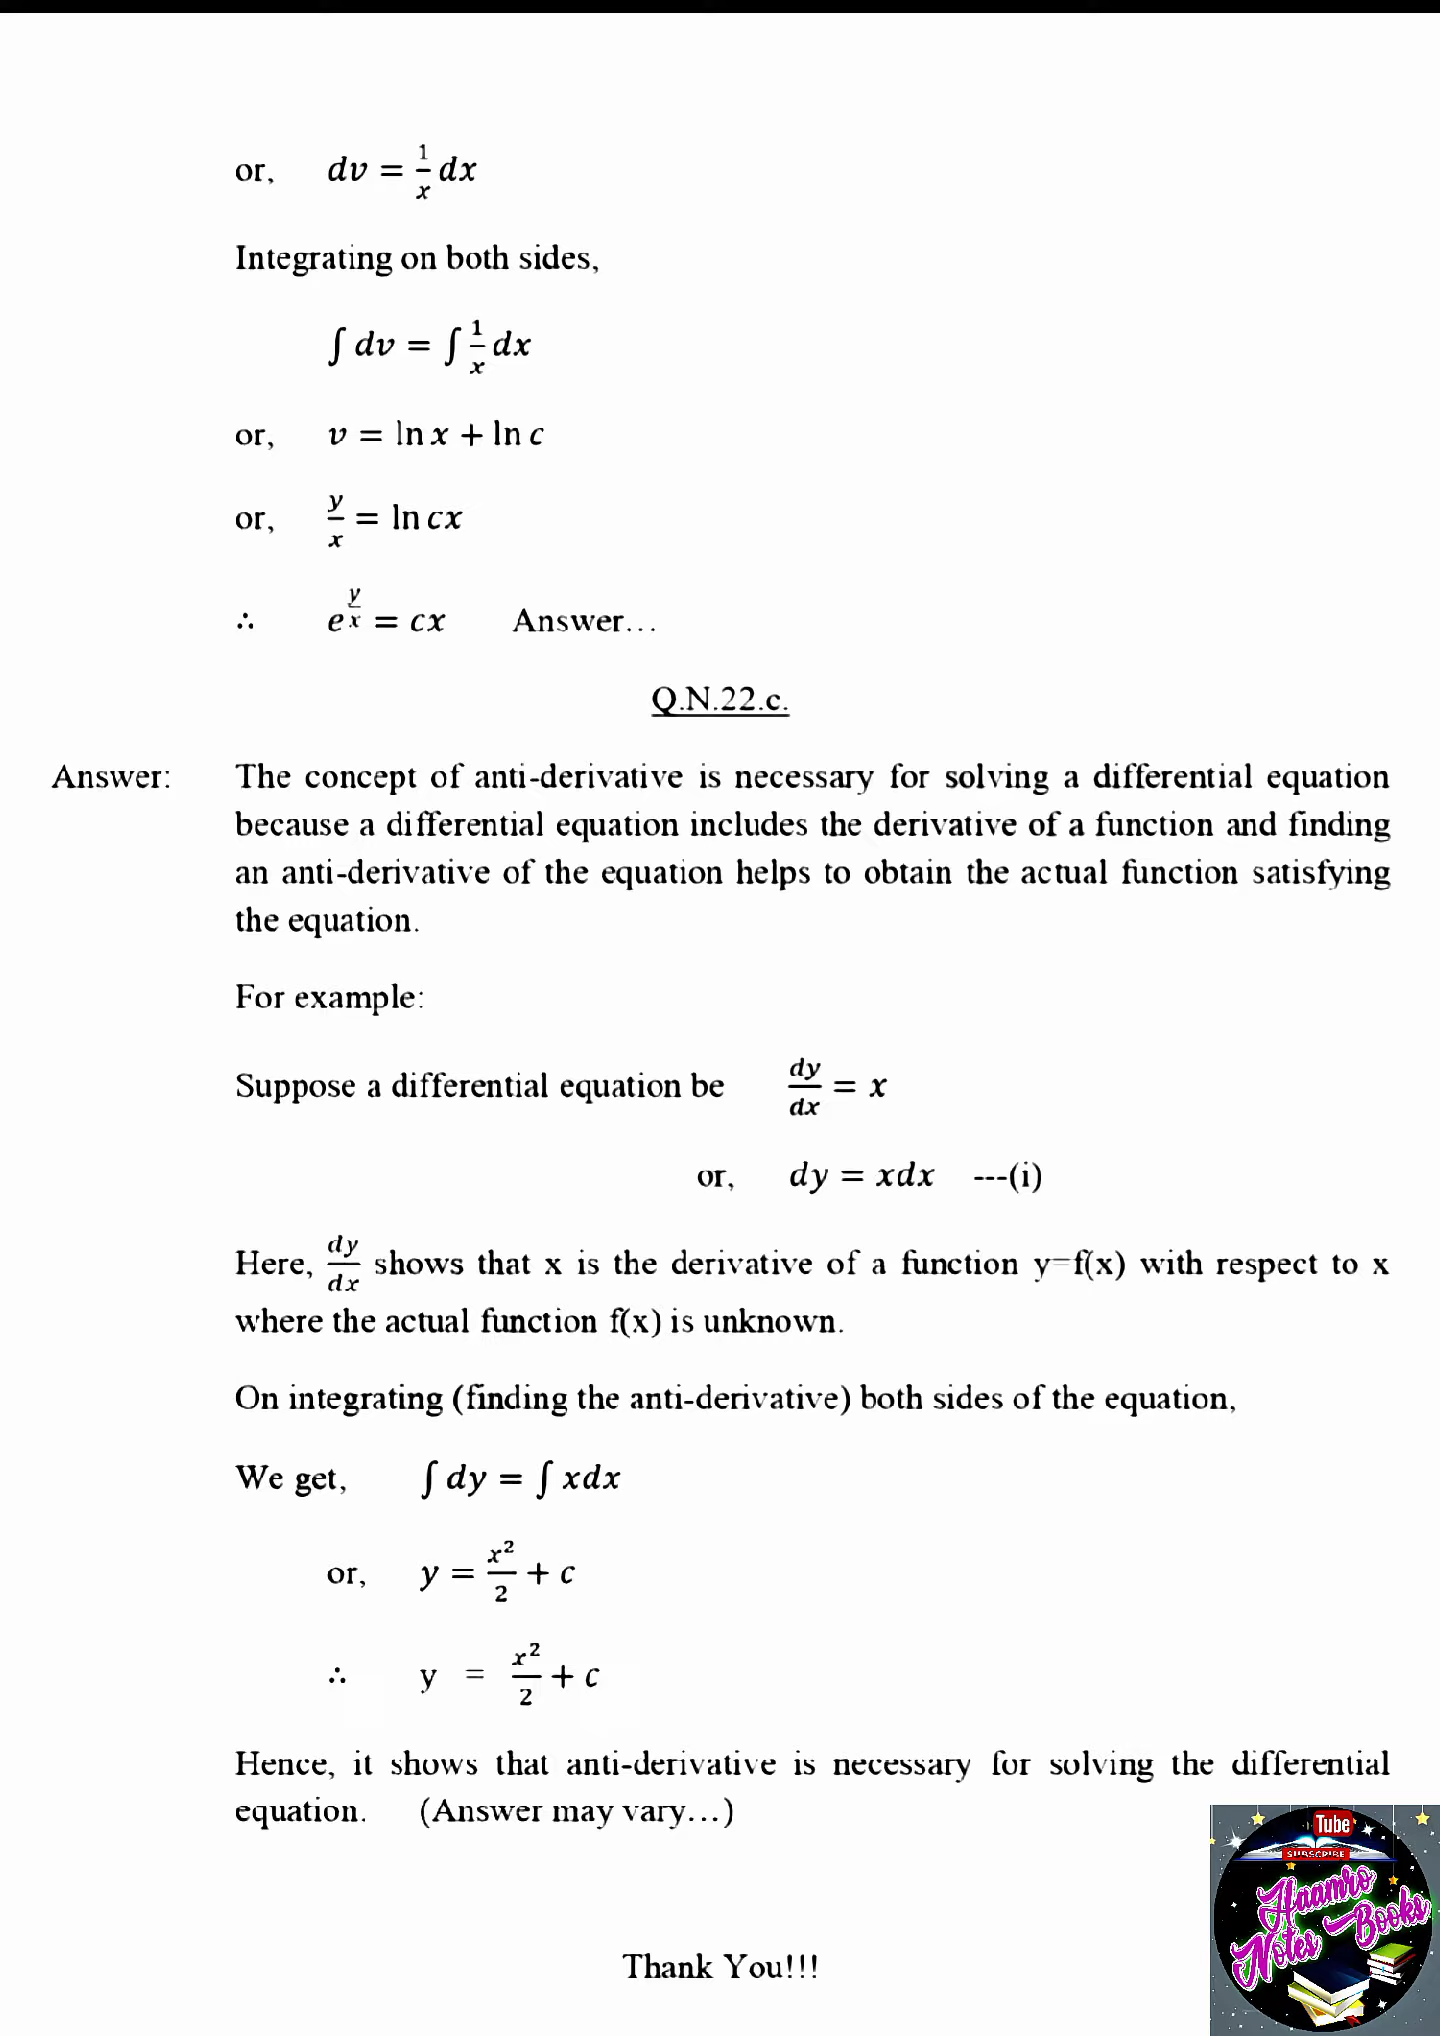 or, dv = 1/x dx
Integrating on both sides,
∫ dv = ∫ 1/x dx
or, v = ln x + ln c
or, y/x = ln cx
∴ e^(y/x) = cx Answer...
Q.N.22.c.
Answer: The concept of anti-derivative is necessary for solving a differential equation
because a differential equation includes the derivative of a function and finding
an anti-derivative of the equation helps to obtain the actual function satisfying
the equation.
For example:
Suppose a differential equation be dy/dx = x
or, dy = xdx ---(i)
Here, dy/dx shows that x is the derivative of a function y=f(x) with respect to x
where the actual function f(x) is unknown.
On integrating (finding the anti-derivative) both sides of the equation,
We get, ∫ dy = ∫ xdx
or, y = x²/2 + c
∴ y = x²/2 + c
Hence, it shows that anti-derivative is necessary for solving the differential
equation. (Answer may vary...)
Tube
SUBSCRIBE
Haamro
Notes Books
Thank You!!!